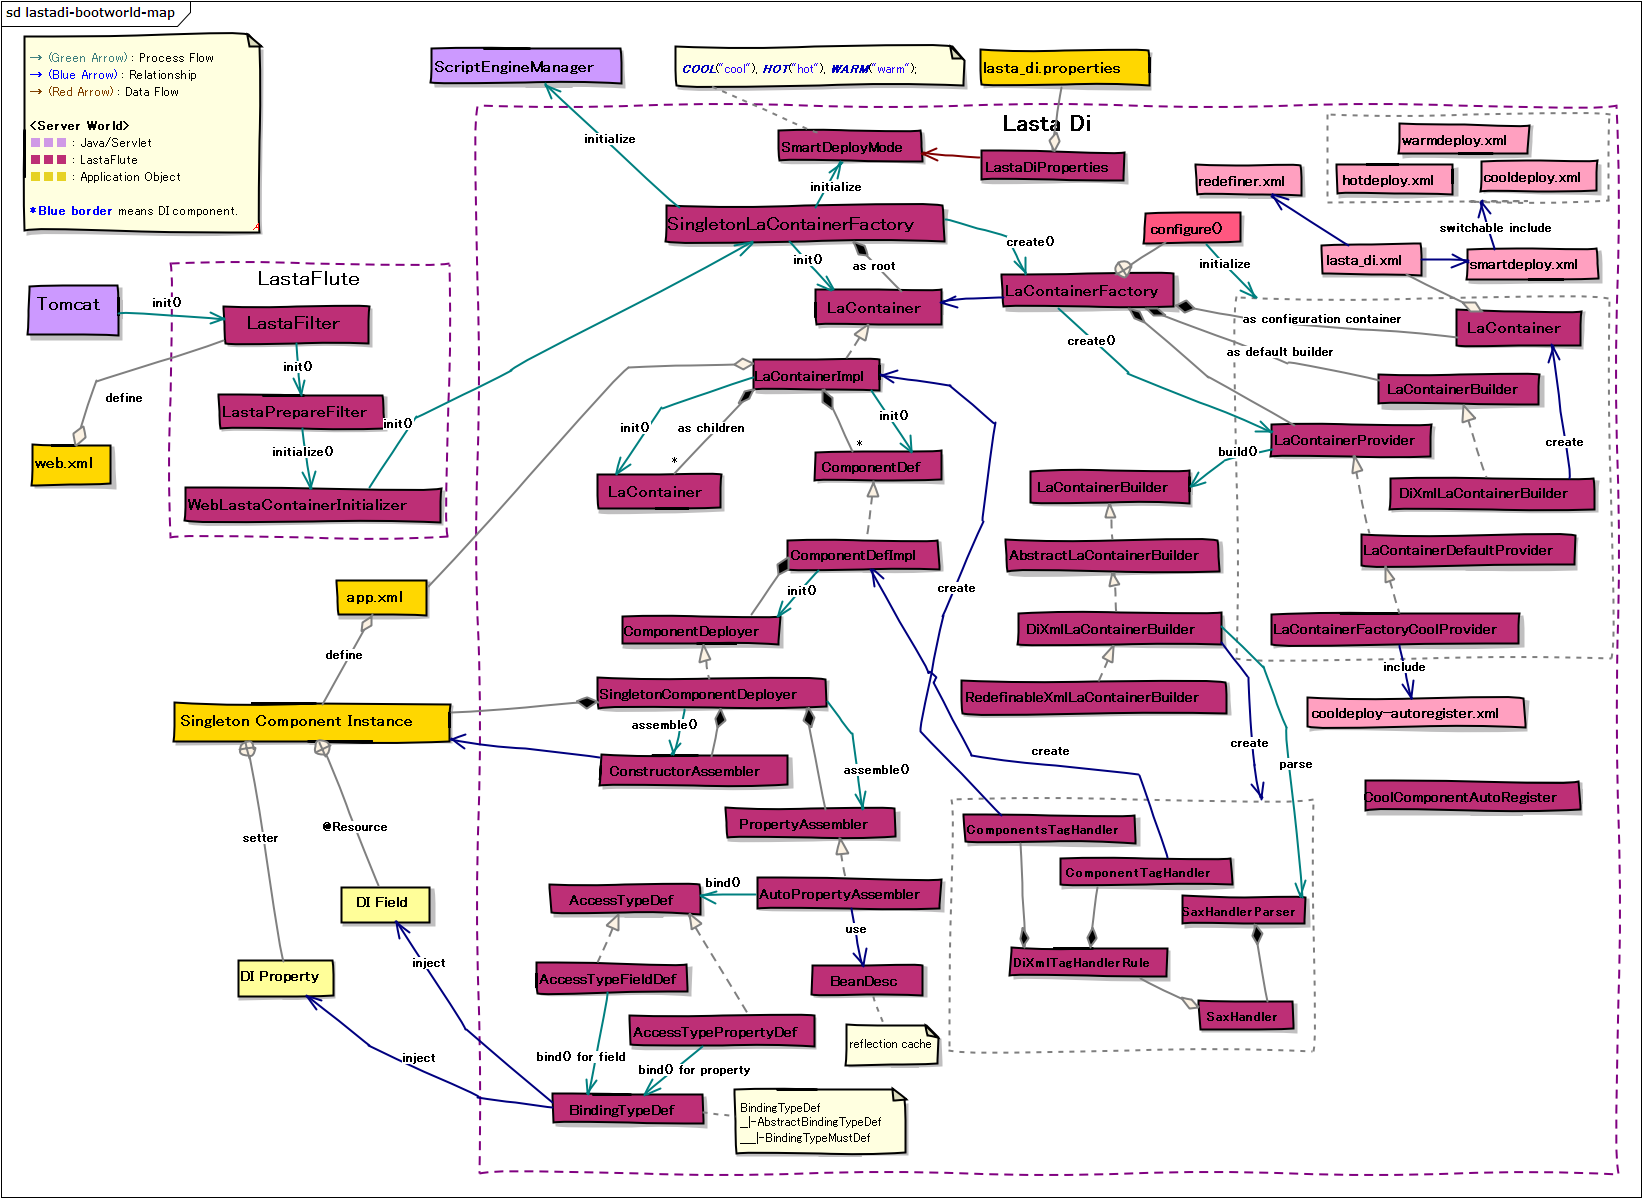 sd lastadi-bootworld-map
→ (Green Arrow) : Process Flow
→ (Blue Arrow) : Relationship
→ (Red Arrow) : Data Flow
<Server World>
: Java/Servlet
: LastaFlute
: Application Object
*Blue border means DI component.
ScriptEngineManager
COOL("cool"), HOT("hot"), WARM("warm");
lasta_di.properties
Lasta Di
initialize
SmartDeployMode
LastaDiProperties
initialize
warmdeploy.xml
hotdeploy.xml
cooldeploy.xml
redefiner.xml
switchable include
SingletonLaContainerFactory
configure()
create()
initialize
lasta_di.xml
smartdeploy.xml
init()
as root
LaContainerFactory
LaContainer
LastaFlute
Tomcat
init()
LastaFilter
init()
define
LastaPrepareFilter
init()
initialize()
web.xml
WebLastaContainerInitializer
create()
as configuration container
LaContainer
as default builder
LaContainerBuilder
LaContainerImpl
init()
as children
*
init()
*
ComponentDef
LaContainer
LaContainerProvider
create
build()
LaContainerBuilder
DiXmlLaContainerBuilder
ComponentDefImpl
AbstractLaContainerBuilder
LaContainerDefaultProvider
app.xml
init()
create
ComponentDeployer
DiXmlLaContainerBuilder
LaContainerFactoryCoolProvider
define
include
SingletonComponentDeployer
RedefinableXmlLaContainerBuilder
cooldeploy-autoregister.xml
Singleton Component Instance
assemble()
create
create
parse
ConstructorAssembler
assemble()
CoolComponentAutoRegister
setter
@Resource
PropertyAssembler
ComponentsTagHandler
ComponentTagHandler
bind()
AccessTypeDef
AutoPropertyAssembler
DI Field
SaxHandlerParser
use
inject
DI Property
AccessTypeFieldDef
BeanDesc
DiXmlTagHandlerRule
SaxHandler
AccessTypePropertyDef
reflection cache
inject
bind() for field
bind() for property
BindingTypeDef
BindingTypeDef
_|-AbstractBindingTypeDef
__|-BindingTypeMustDef